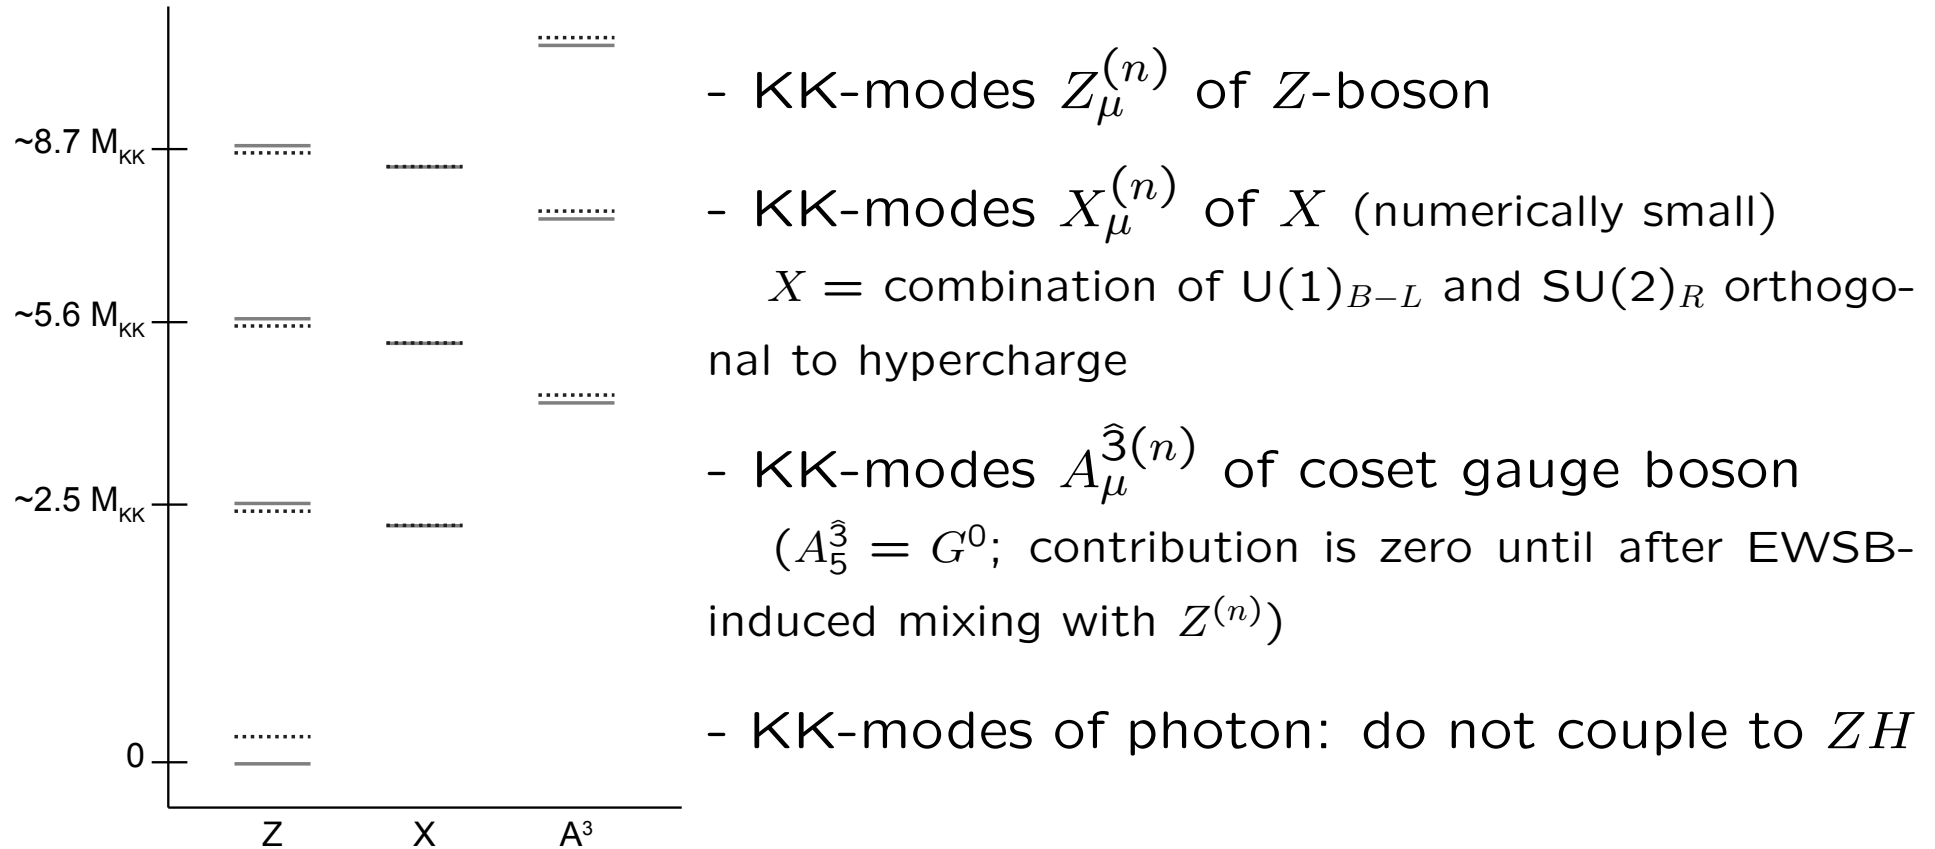 ~8.7 M_KK
~5.6 M_KK
~2.5 M_KK
0
Z X A³
- KK-modes Z_μ^(n) of Z-boson
- KK-modes X_μ^(n) of X (numerically small)
X = combination of U(1)_{B−L} and SU(2)_R orthogo-
nal to hypercharge
- KK-modes A_μ^{3̂(n)} of coset gauge boson
(A_5^{3̂} = G⁰; contribution is zero until after EWSB-
induced mixing with Z^(n))
- KK-modes of photon: do not couple to ZH